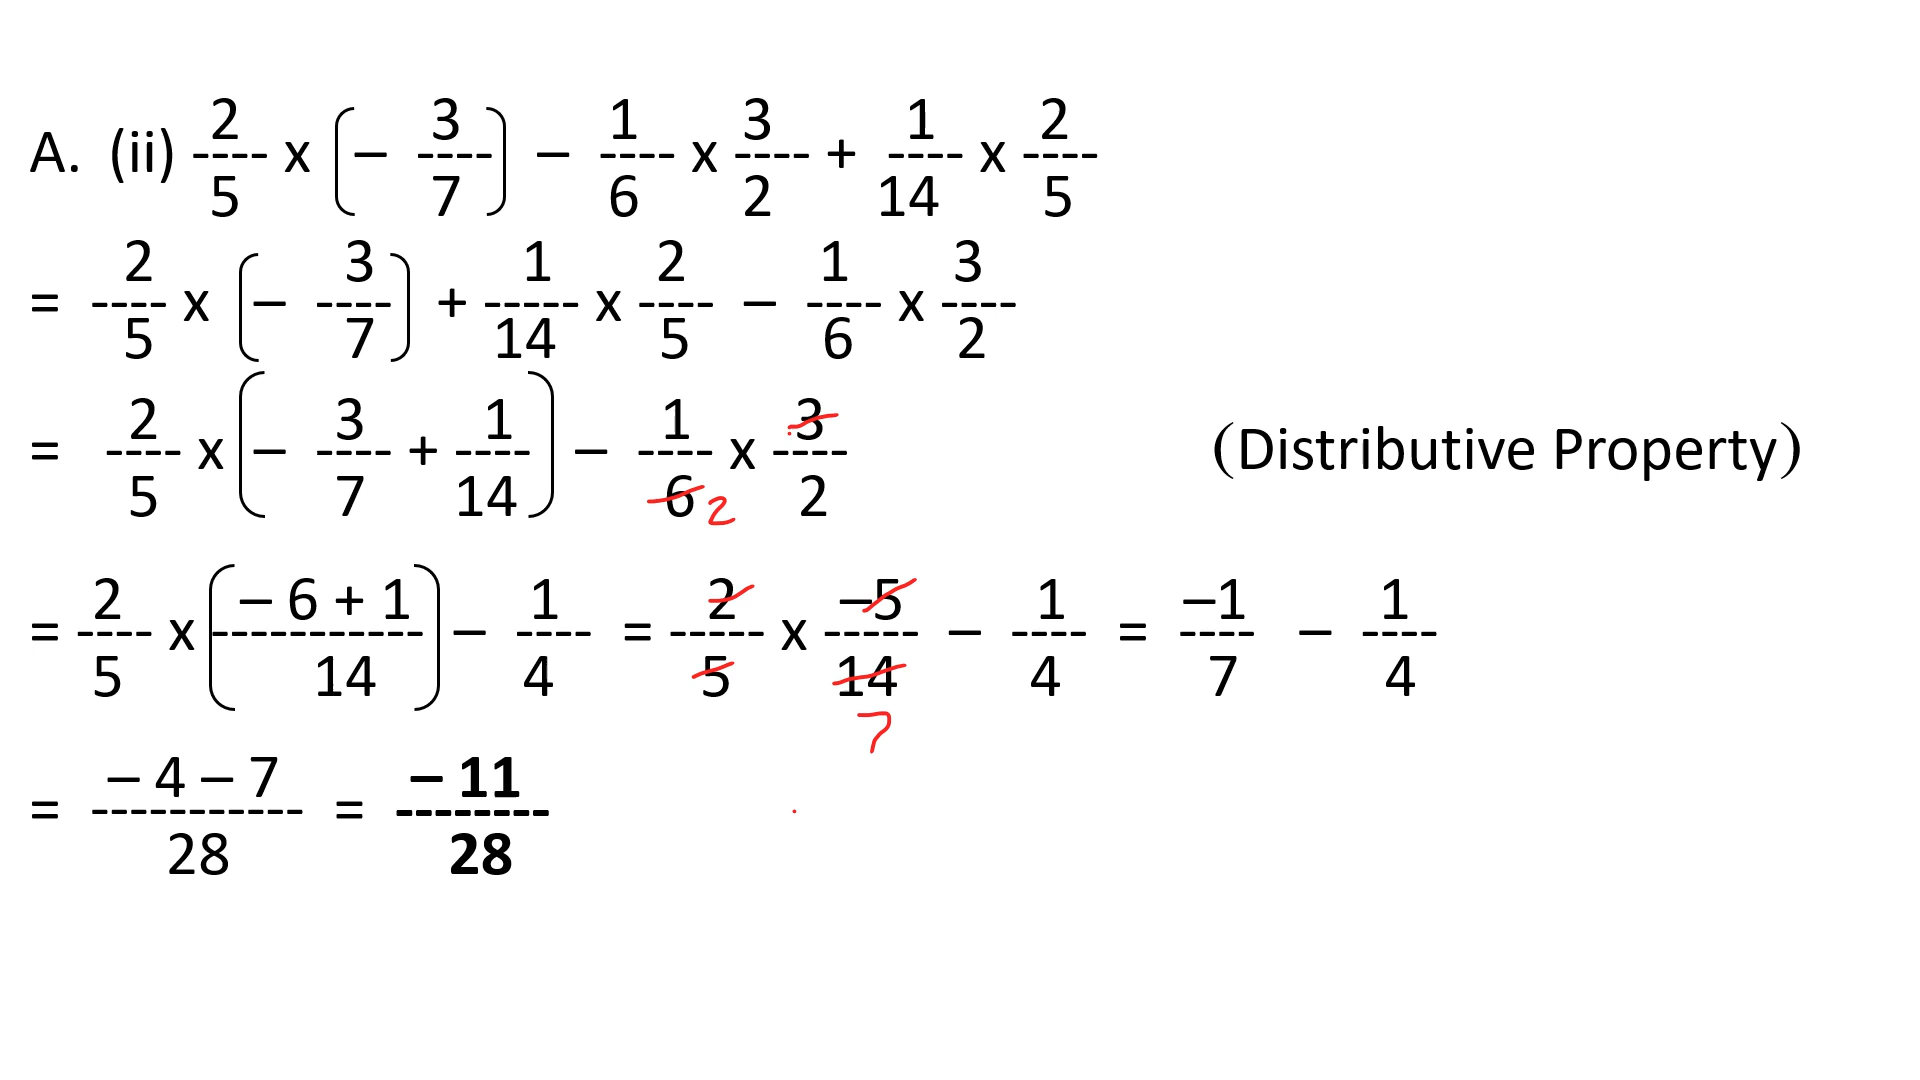 A. (ii) 2/5 x (– 3/7) – 1/6 x 3/2 + 1/14 x 2/5
= 2/5 x (– 3/7) + 1/14 x 2/5 – 1/6 x 3/2
= 2/5 x (– 3/7 + 1/14) – 1/6 x 3/2 (Distributive Property)
2
= 2/5 x (– 6 + 1/14) – 1/4 = 2/5 x –5/14 – 1/4 = –1/7 – 1/4
7
= – 4 – 7/28 = – 11/28